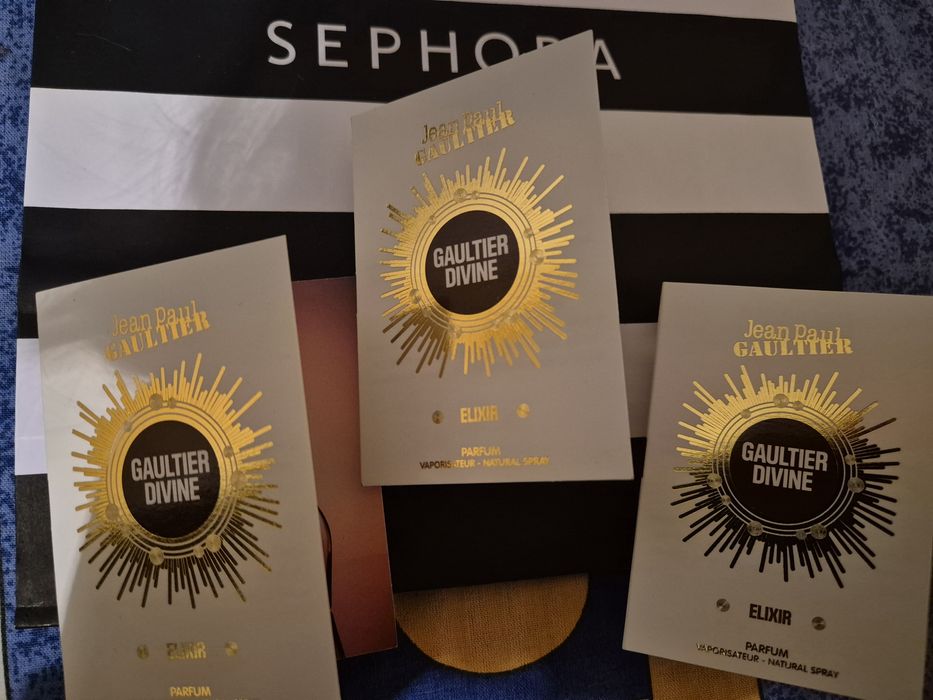 SEPHORA
Jean Paul
GAULTIER
GAULTIER
DIVINE
ELIXIR
PARFUM
VAPORISATEUR - NATURAL SPRAY
Jean Paul
GAULTIER
GAULTIER
DIVINE
ELIXIR
PARFUM
Jean Paul
GAULTIER
GAULTIER
DIVINE
ELIXIR
PARFUM
VAPORISATEUR - NATURAL SPRAY